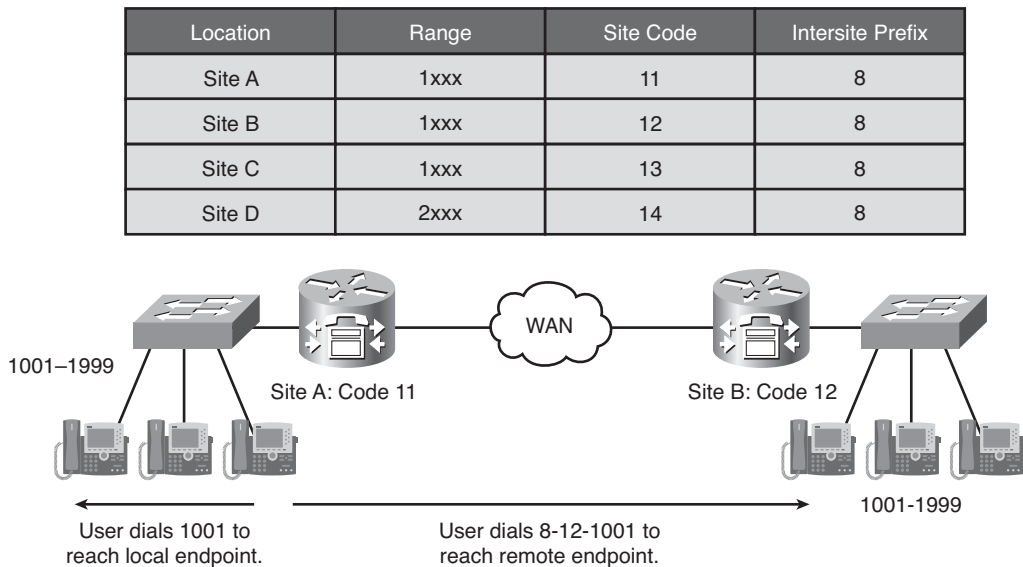 Location Range Site Code Intersite Prefix
Site A 1xxx 11 8
Site B 1xxx 12 8
Site C 1xxx 13 8
Site D 2xxx 14 8
WAN
1001–1999
Site A: Code 11
Site B: Code 12
1001-1999
User dials 1001 to
reach local endpoint.
User dials 8-12-1001 to
reach remote endpoint.